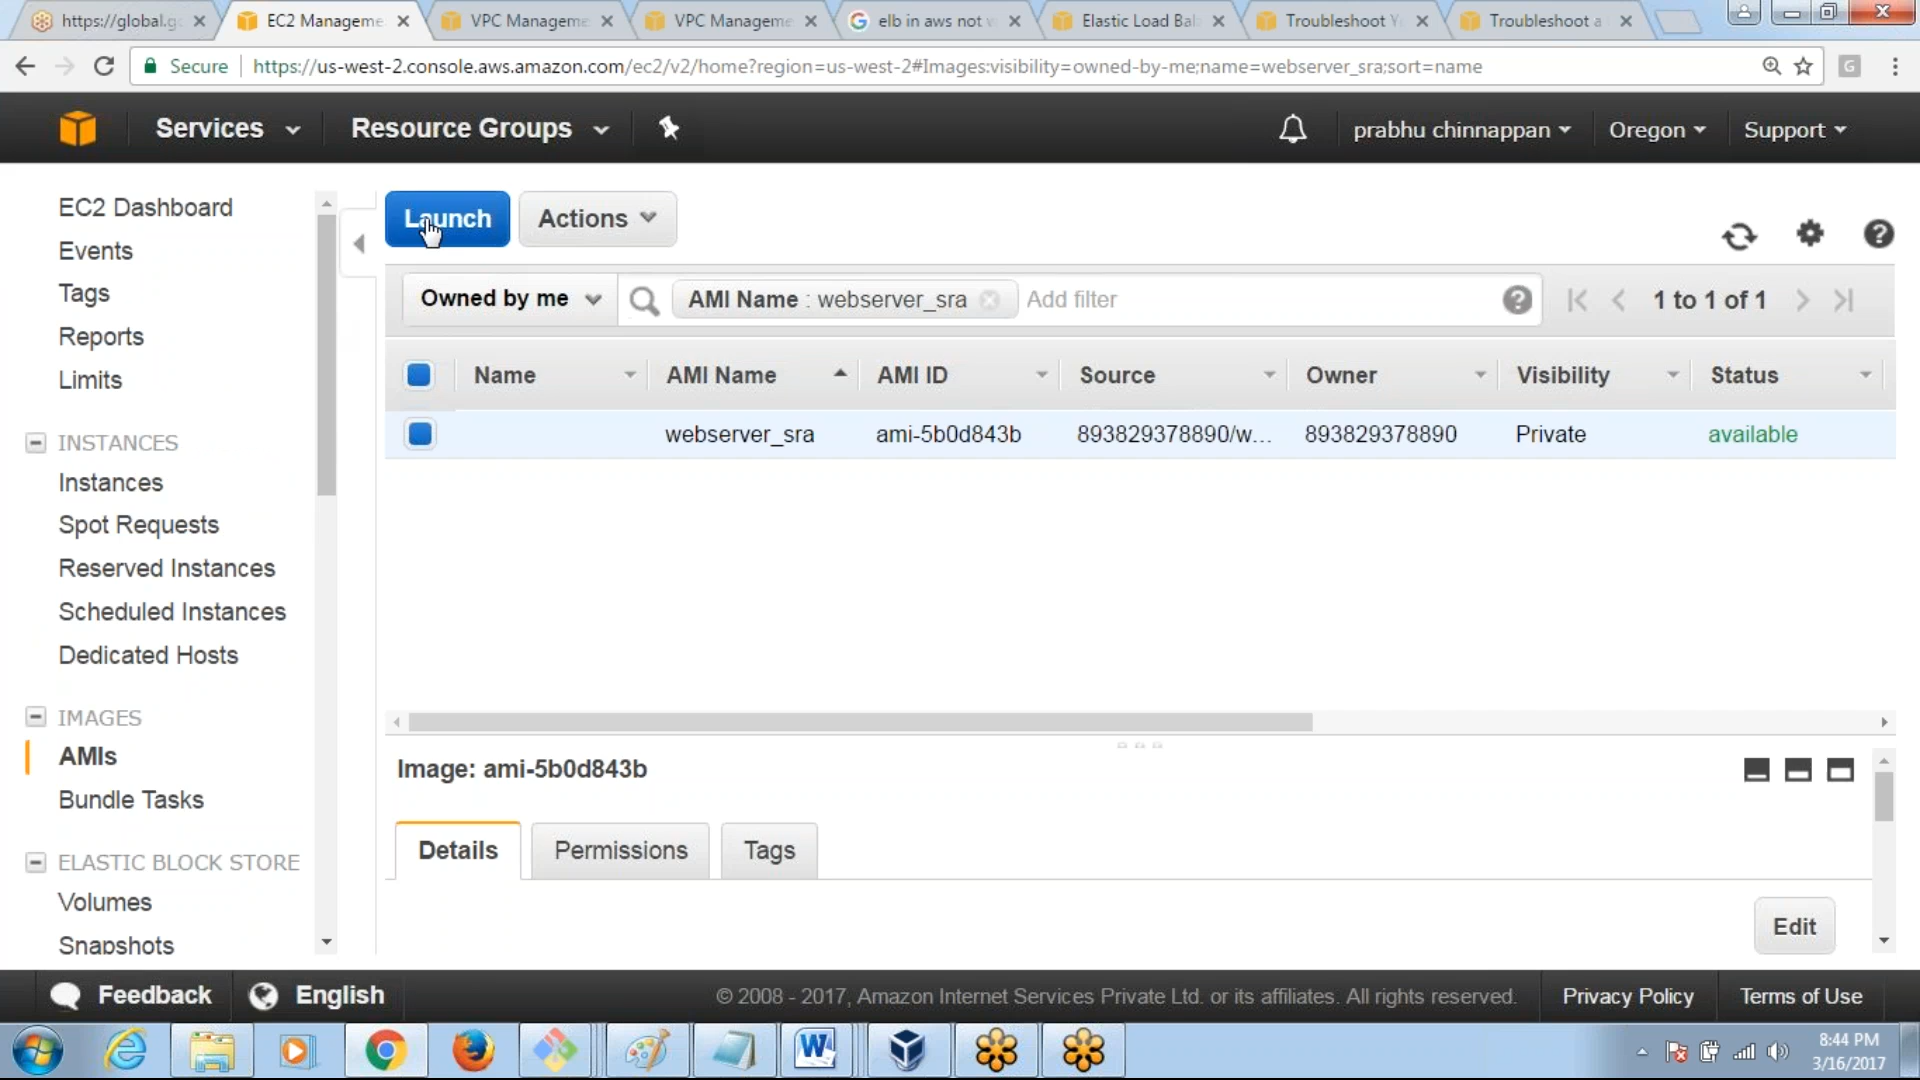 https://global.g
EC2 Manageme
VPC Manageme
VPC Manageme
elb in aws not w
Elastic Load Bal
Troubleshoot Y
Troubleshoot a
Secure
https://us-west-2.console.aws.amazon.com/ec2/v2/home?region=us-west-2#Images:visibility=owned-by-me;name=webserver_sra;sort=name
Services
Resource Groups
prabhu chinnappan
Oregon
Support
EC2 Dashboard
Events
Tags
Reports
Limits
INSTANCES
Instances
Spot Requests
Reserved Instances
Scheduled Instances
Dedicated Hosts
IMAGES
AMIs
Bundle Tasks
ELASTIC BLOCK STORE
Volumes
Snapshots
Launch
Actions
Owned by me
AMI Name : webserver_sra
Add filter
1 to 1 of 1
Name
AMI Name
AMI ID
Source
Owner
Visibility
Status
webserver_sra
ami-5b0d843b
893829378890/w...
893829378890
Private
available
Image: ami-5b0d843b
Details
Permissions
Tags
Edit
Feedback
English
© 2008 - 2017, Amazon Internet Services Private Ltd. or its affiliates. All rights reserved.
Privacy Policy
Terms of Use
8:44 PM
3/16/2017